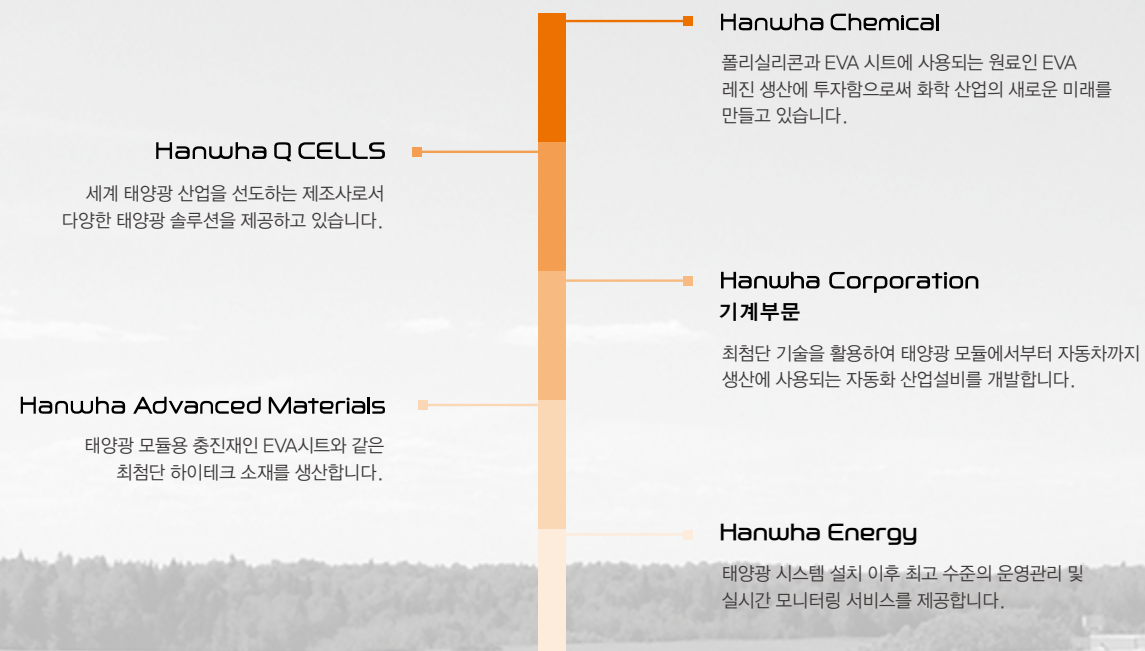 Hanwha Chemical
폴리실리콘과 EVA 시트에 사용되는 원료인 EVA
레진 생산에 투자함으로써 화학 산업의 새로운 미래를
만들고 있습니다.
Hanwha Q CELLS
세계 태양광 산업을 선도하는 제조사로서
다양한 태양광 솔루션을 제공하고 있습니다.
Hanwha Corporation
기계부문
최첨단 기술을 활용하여 태양광 모듈에서부터 자동차까지
생산에 사용되는 자동화 산업설비를 개발합니다.
Hanwha Advanced Materials
태양광 모듈용 충진재인 EVA시트와 같은
최첨단 하이테크 소재를 생산합니다.
Hanwha Energy
태양광 시스템 설치 이후 최고 수준의 운영관리 및
실시간 모니터링 서비스를 제공합니다.